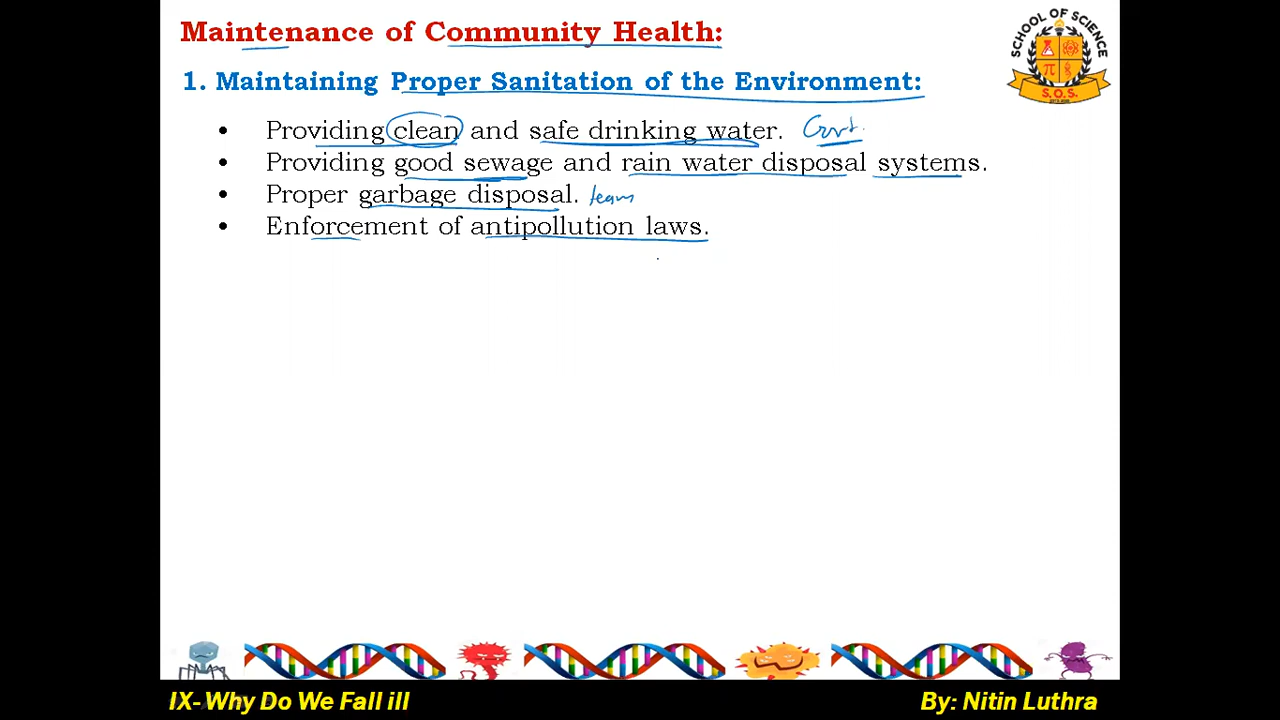 Maintenance of Community Health:
1. Maintaining Proper Sanitation of the Environment:
• Providing clean and safe drinking water. Govt.
• Providing good sewage and rain water disposal systems.
• Proper garbage disposal. team
• Enforcement of antipollution laws.
SCHOOL OF SCIENCE
π
S.O.S.
IX-Why Do We Fall ill
By: Nitin Luthra